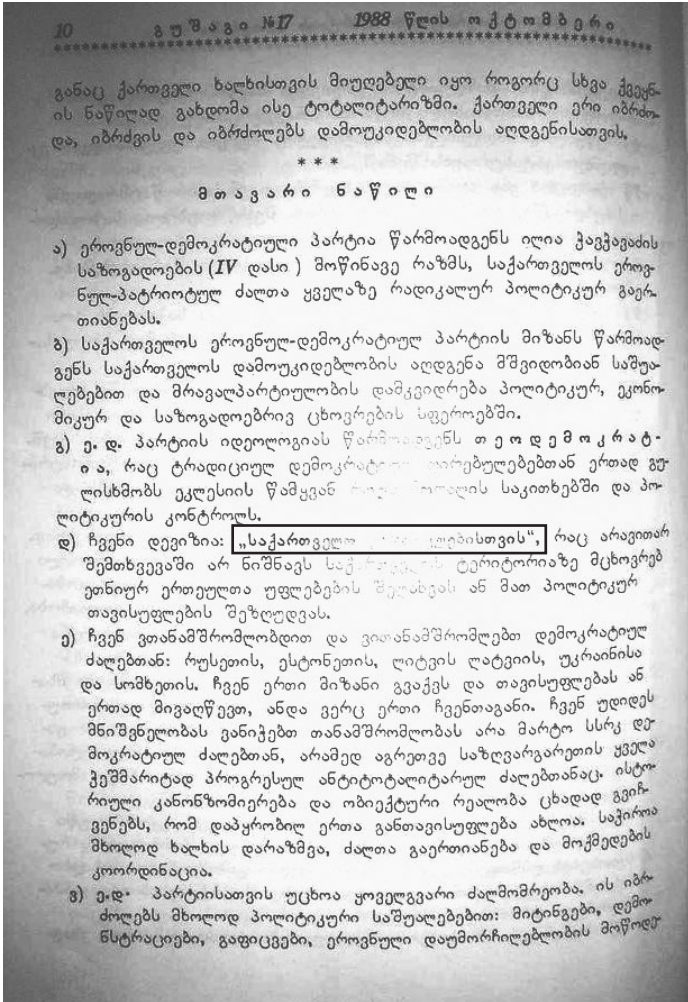 10 გუშაგი №17 1988 წლის ოქტომბერი
************************************************
განაც ქართველი ხალხისთვის მიუღებელი იყო როგორც სხვა ქვეყნ-
ის ნაწილად გახდომა ისე ტოტალიტარიზმი. ქართველი ერი იბრძო-
და, იბრძვის და იბრძოლებს დამოუკიდებლობის აღდგენისათვის.
***
მთავარი ნაწილი
ა) ეროვნულ-დემოკრატიული პარტია წარმოადგენს ილია ჭავჭავაძის
საზოგადოების (IV დასი) მოწინავე რაზმს, საქართველოს ეროვ-
ნულ-პატრიოტულ ძალთა ყველაზე რადიკალურ პოლიტიკურ გაერ-
თიანებას.
ბ) საქართველოს ეროვნულ-დემოკრატიულ პარტიის მიზანს წარმოად-
გენს საქართველოს დამოუკიდებლობის აღდგენა მშვიდობიან საშუა-
ლებებით და მრავალპარტიულობის დამკვიდრება პოლიტიკურ, ეკონო-
მიკურ და საზოგადოებრივ ცხოვრების სფეროებში.
გ) ე. დ. პარტიის იდეოლოგიას წარმოადგენს თეოდემოკრატ-
ია, რაც ტრადიციულ დემოკრატიულ ღირებულებებთან ერთად გუ-
ლისხმობს ეკლესიის წამყვან საკითხებში და პო-
ლიტიკურის კონტროლს.
დ) ჩვენი დევიზია: „საქართველო ქართველებისთვის“, რაც არავითარ
შემთხვევაში არ ნიშნავს საქართველოს ტერიტორიაზე მცხოვრებ
ეთნიურ ერთეულთა უფლებების შელახვას ან მათ პოლიტიკურ
თავისუფლების შეზღუდვას.
ე) ჩვენ ვთანამშრომლობდით და ვითანამშრომლებთ დემოკრატიულ
ძალებთან: რუსეთის, ესტონეთის, ლიტვის ლატვიის, უკრაინისა
და სომხეთის. ჩვენ ერთი მიზანი გვაქვს და თავისუფლებას ან
ერთად მივაღწევთ, ანდა ვერც ერთი ჩვენთაგანი. ჩვენ უდიდეს
მნიშვნელობას ვანიჭებთ თანამშრომლობას არა მარტო სსრკ დე-
მოკრატიულ ძალებთან, არამედ აგრეთვე საზღვარგარეთის ყველა
ჭეშმარიტად პროგრესულ ანტიტოტალიტარულ ძალებთანაც. ისტო-
რიული კანონზომიერება და ობიექტური რეალობა ცხადად გვიჩ-
ვენებს, რომ დაპყრობილ ერთა განთავისუფლება ახლოა. საჭიროა
მხოლოდ ხალხის დარაზმვა, ძალთა გაერთიანება და მოქმედების
კოორდინაცია.
ვ) ე.დ. პარტიისათვის უცხოა ყოველგვარი ძალმომრეობა. ის იბრ-
ძოლებს მხოლოდ პოლიტიკური საშუალებებით: მიტინგები, დემო-
ნსტრაციები, გაფიცვები, ეროვნული დაუმორჩილებლობის მოწოდე-